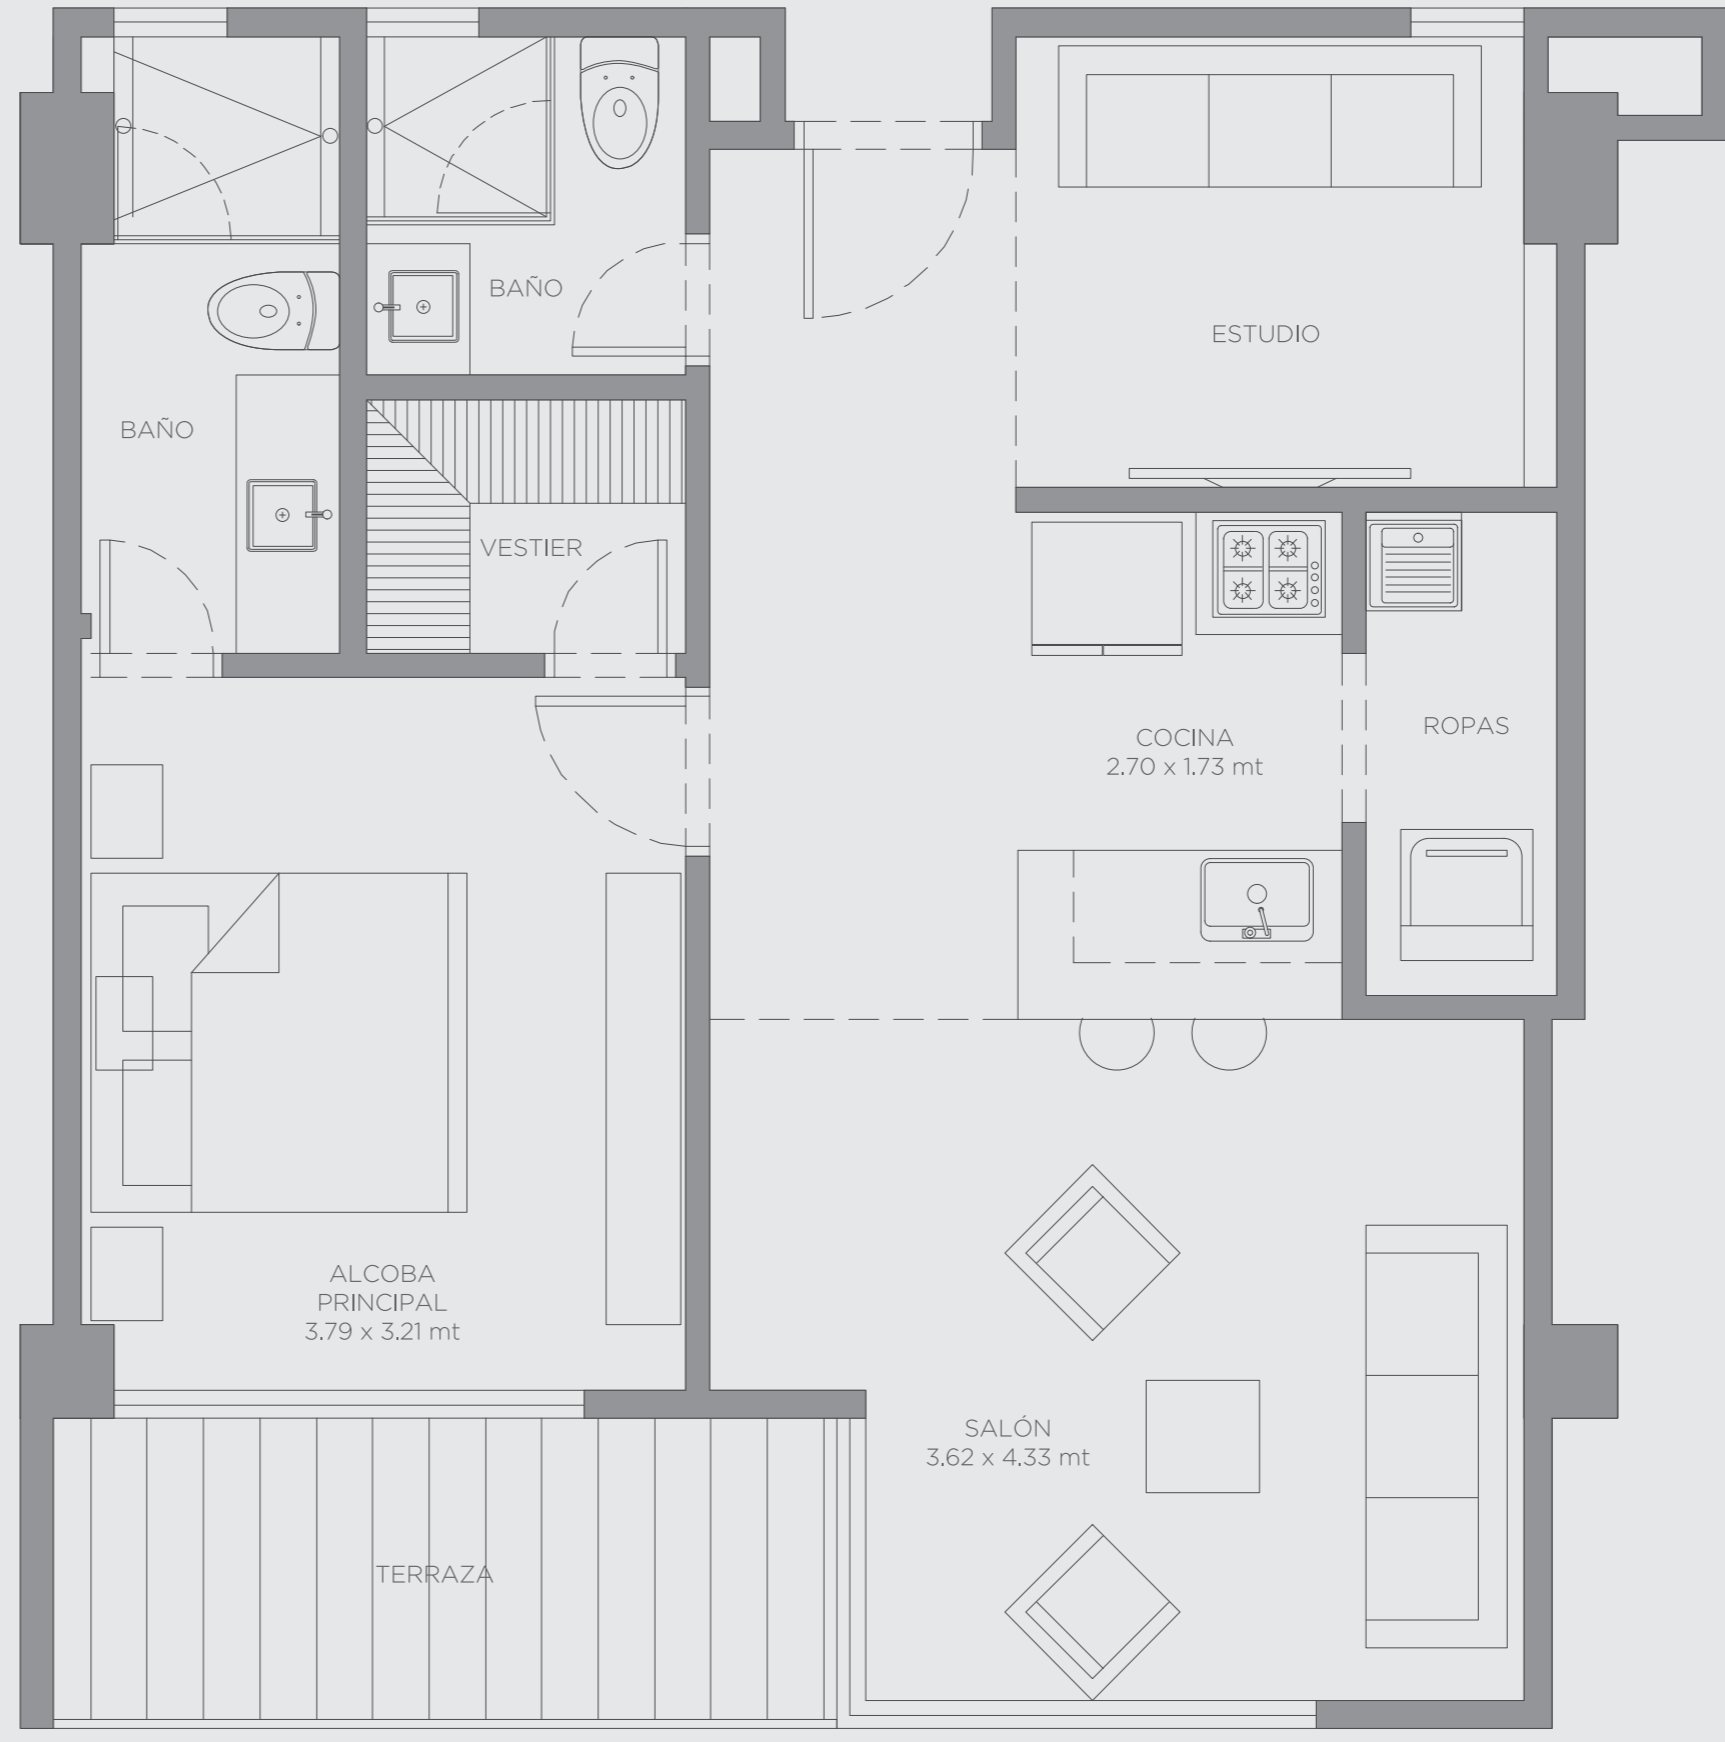 BAÑO
ESTUDIO
BAÑO
VESTIER
COCINA
2.70 x 1.73 mt
ROPAS
ALCOBA
PRINCIPAL
3.79 x 3.21 mt
SALÓN
3.62 x 4.33 mt
TERRAZA